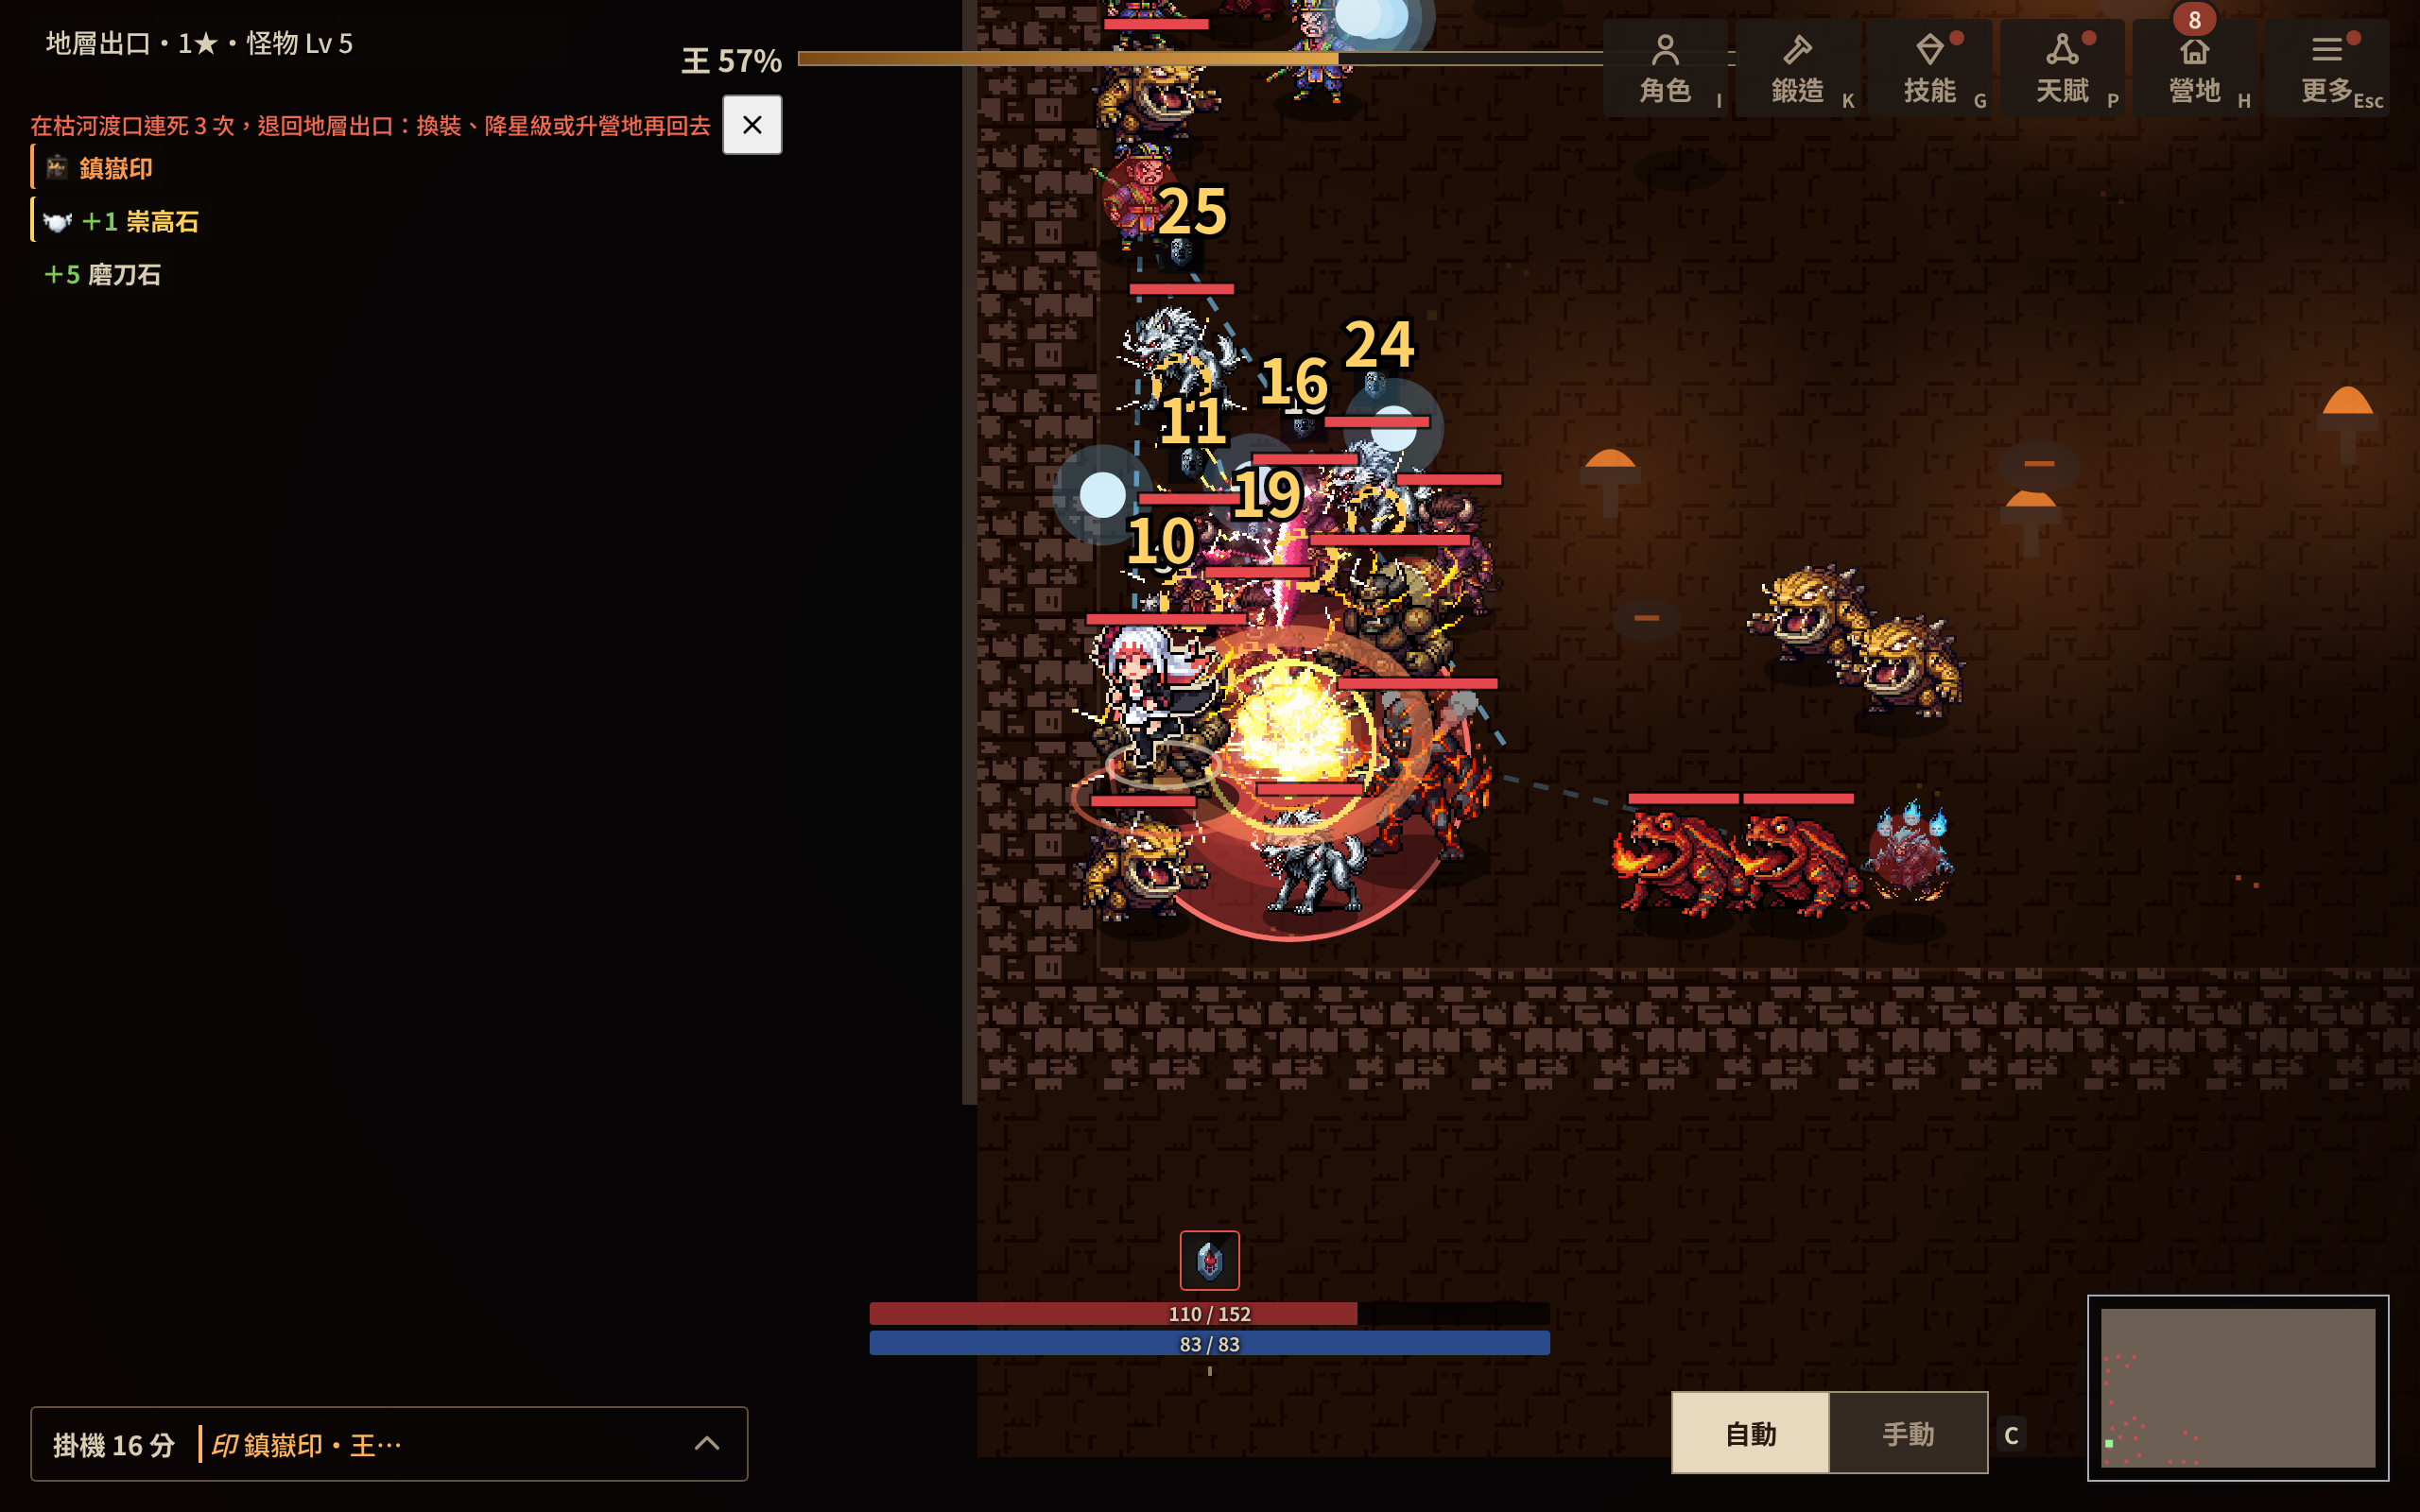 地層出口・1★・怪物 Lv 5
王 57%
在枯河渡口連死 3 次，退回地層出口：換裝、降星級或升營地再回去
鎮嶽印
＋1 崇高石
＋5 磨刀石
角色 I
鍛造 K
技能 G
天賦 P
8
營地 H
更多 Esc
25
24
16
11
19
10
110 / 152
83 / 83
掛機 16 分 印 鎮嶽印・王⋯
自動 手動 C